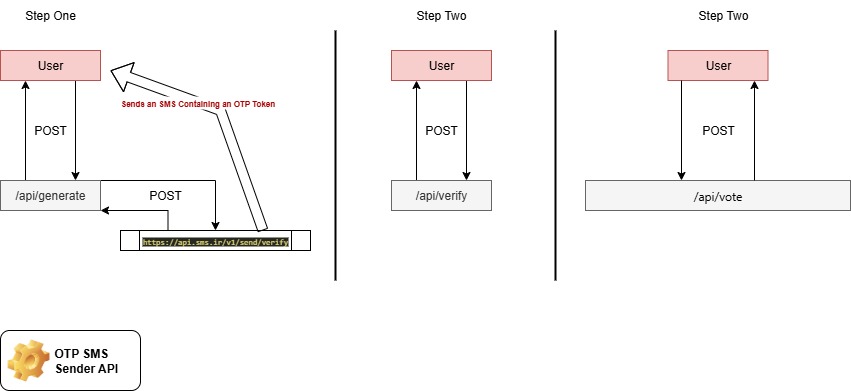 Step One
Step Two
Step Two
User
User
User
Sends an SMS Containing an OTP Token
POST
POST
POST
/api/generate
POST
/api/verify
/api/vote
https://api.sms.ir/v1/send/verify
OTP SMS
Sender API